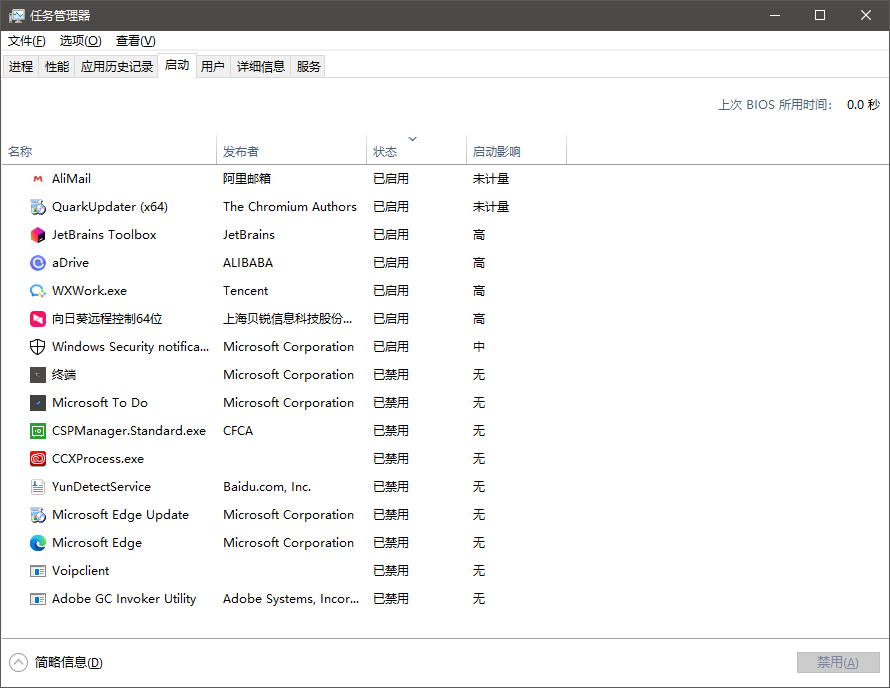 任务管理器
文件(F) 选项(O) 查看(V)
进程 性能 应用历史记录 启动 用户 详细信息 服务
上次 BIOS 所用时间: 0.0 秒
名称 发布者 状态 启动影响
AliMail 阿里邮箱 已启用 未计量
QuarkUpdater (x64) The Chromium Authors 已启用 未计量
JetBrains Toolbox JetBrains 已启用 高
aDrive ALIBABA 已启用 高
WXWork.exe Tencent 已启用 高
向日葵远程控制64位 上海贝锐信息科技股份... 已启用 高
Windows Security notifica... Microsoft Corporation 已启用 中
终端 Microsoft Corporation 已禁用 无
Microsoft To Do Microsoft Corporation 已禁用 无
CSPManager.Standard.exe CFCA 已禁用 无
CCXProcess.exe 已禁用 无
YunDetectService Baidu.com, Inc. 已禁用 无
Microsoft Edge Update Microsoft Corporation 已禁用 无
Microsoft Edge Microsoft Corporation 已禁用 无
Voipclient 已禁用 无
Adobe GC Invoker Utility Adobe Systems, Incor... 已禁用 无
简略信息(D) 禁用(A)